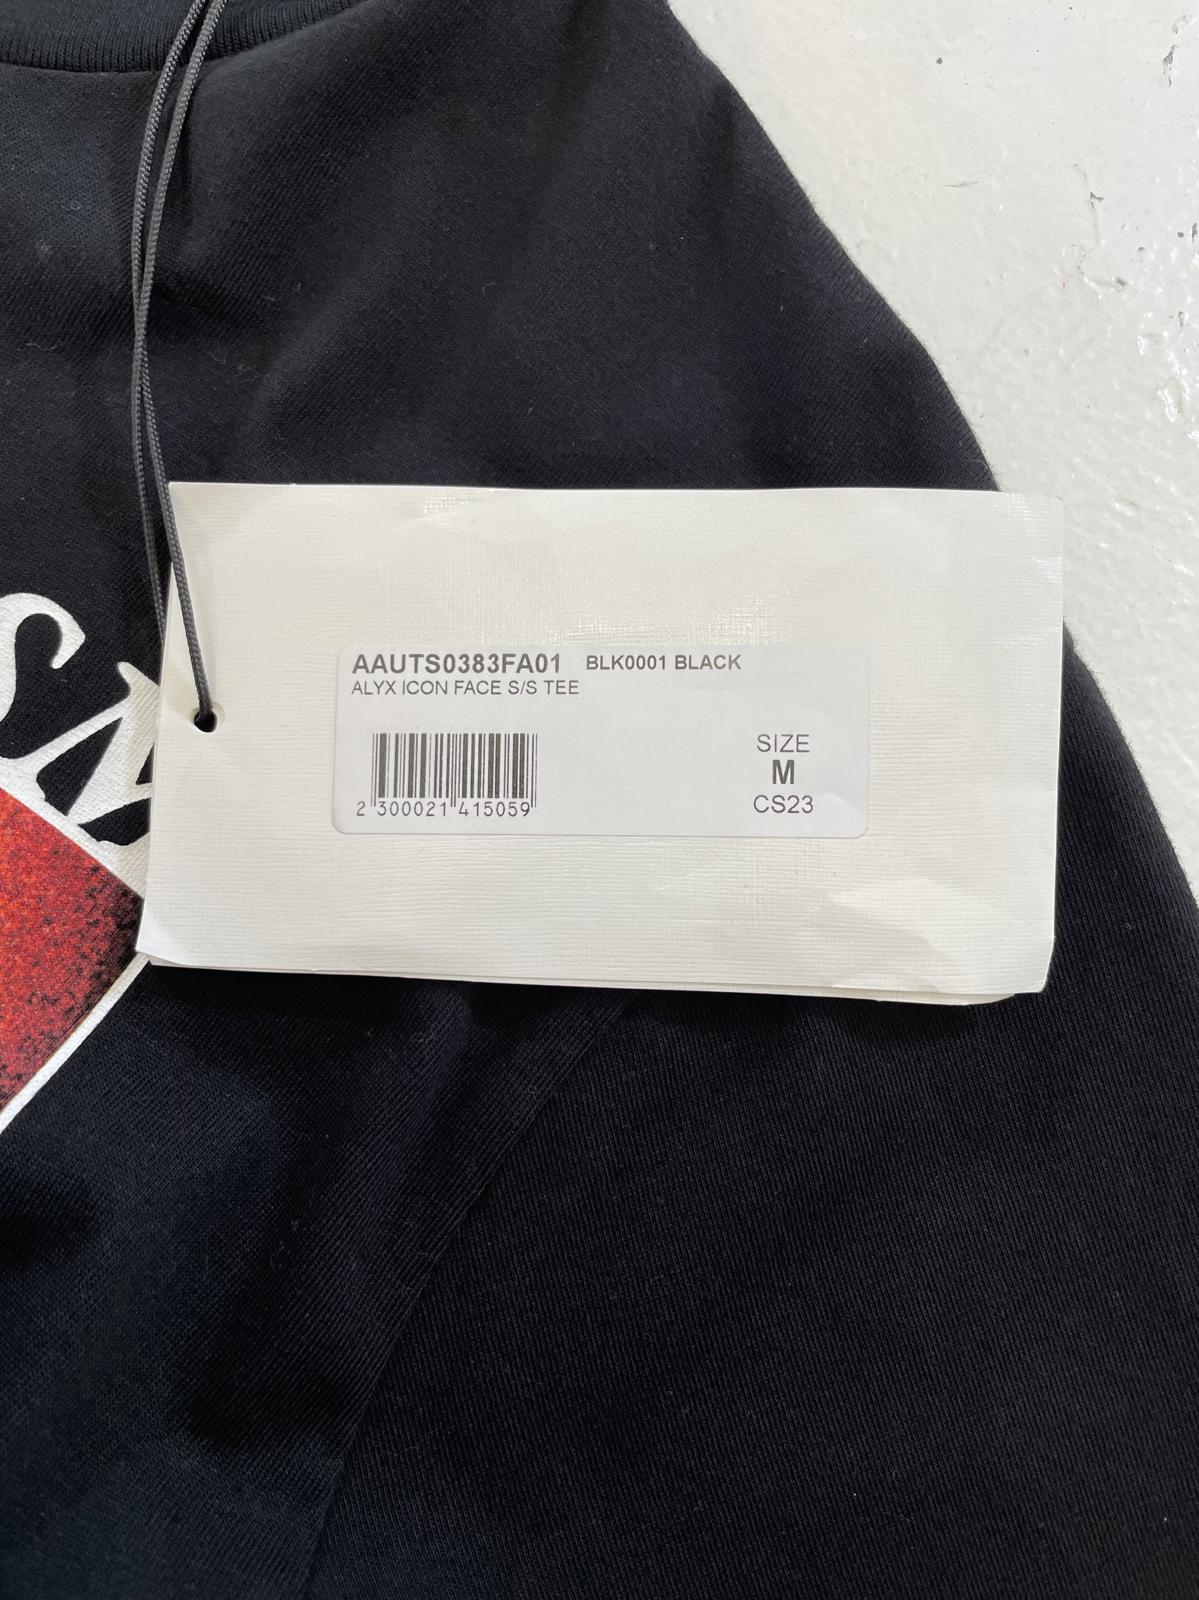 AAUTS0383FA01 BLK0001 BLACK
ALYX ICON FACE S/S TEE
SIZE
M
CS23
2 300021 415059